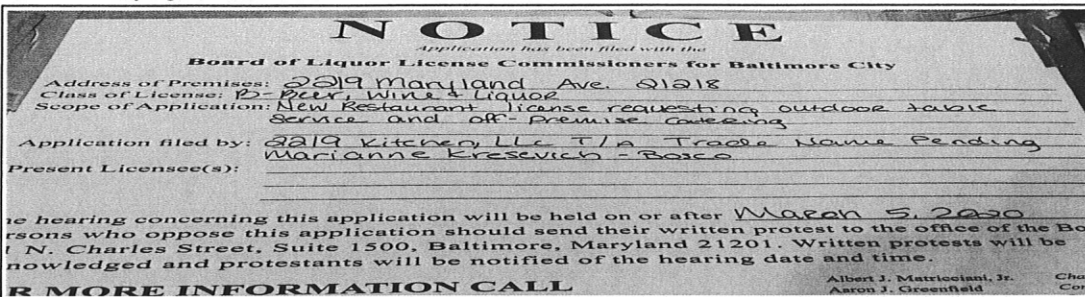 NOTICE
Application has been filed with the
Board of Liquor License Commissioners for Baltimore City
Address of Premises: 2219 Maryland Ave. 21218
Class of License: B-Beer, Wine & Liquor
Scope of Application: New Restaurant license requesting outdoor table
service and off-premise catering
Application filed by: 2219 Kitchen, LLC T/A Trade Name Pending
Marianne Kresevich - Bosco
Present Licensee(s):
he hearing concerning this application will be held on or after March 5, 2020
rsons who oppose this application should send their written protest to the office of the Bo
N. Charles Street, Suite 1500, Baltimore, Maryland 21201. Written protests will be
nowledged and protestants will be notified of the hearing date and time.
R MORE INFORMATION CALL
Albert J. Matricciani, Jr. Cha
Aaron J. Greenfield Co